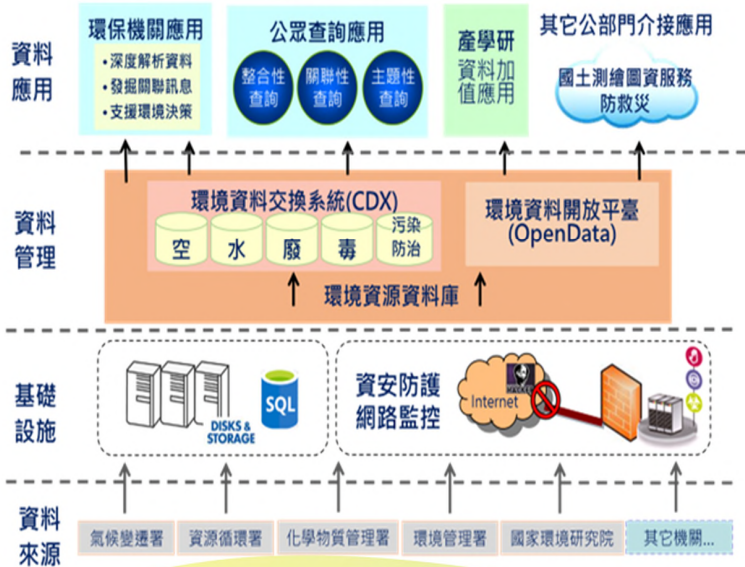 資料
應用
環保機關應用
•深度解析資料
•發掘關聯訊息
•支援環境決策
公眾查詢應用
整合性
查詢
關聯性
查詢
主題性
查詢
產學研
資料加
值應用
其它公部門介接應用
國土測繪圖資服務
防救災
資料
管理
環境資料交換系統(CDX)
空
水
廢
毒
污染
防治
環境資料開放平臺
(OpenData)
環境資源資料庫
基礎
設施
DISKS &
STORAGE
SQL
資安防護
網路監控
Internet
HACKER
資料
來源
氣候變遷署
資源循環署
化學物質管理署
環境管理署
國家環境研究院
其它機關...